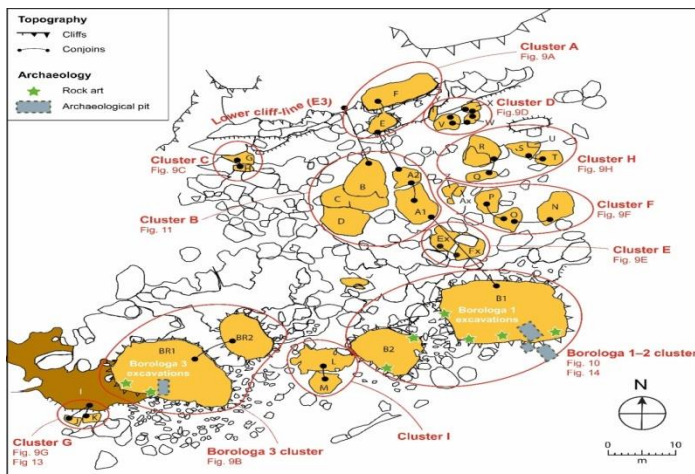 Topography
Cliffs
Conjoins
Archaeology
Rock art
Archaeological pit
Cluster A
Fig. 9A
F
E
Lower cliff-line (E3)
Cluster D
Fig.9D
X
V
W
Cluster C
Fig. 9C
G
H
Cluster H
Fig. 9H
R
S
U
T
Q
A2
B
C
D
A1
Cluster B
Fig. 11
Ax
P
O
N
Cluster F
Fig. 9F
Ex
Fx
Cluster E
Fig. 9E
B1
Borologa 1
excavations
BR2
BR1
Borologa 3
excavations
B2
L
M
Borologa 1–2 cluster
Fig. 10
Fig. 14
I
K
Cluster G
Fig. 9G
Fig 13
Borologa 3 cluster
Fig. 9B
Cluster I
N
0
10
m